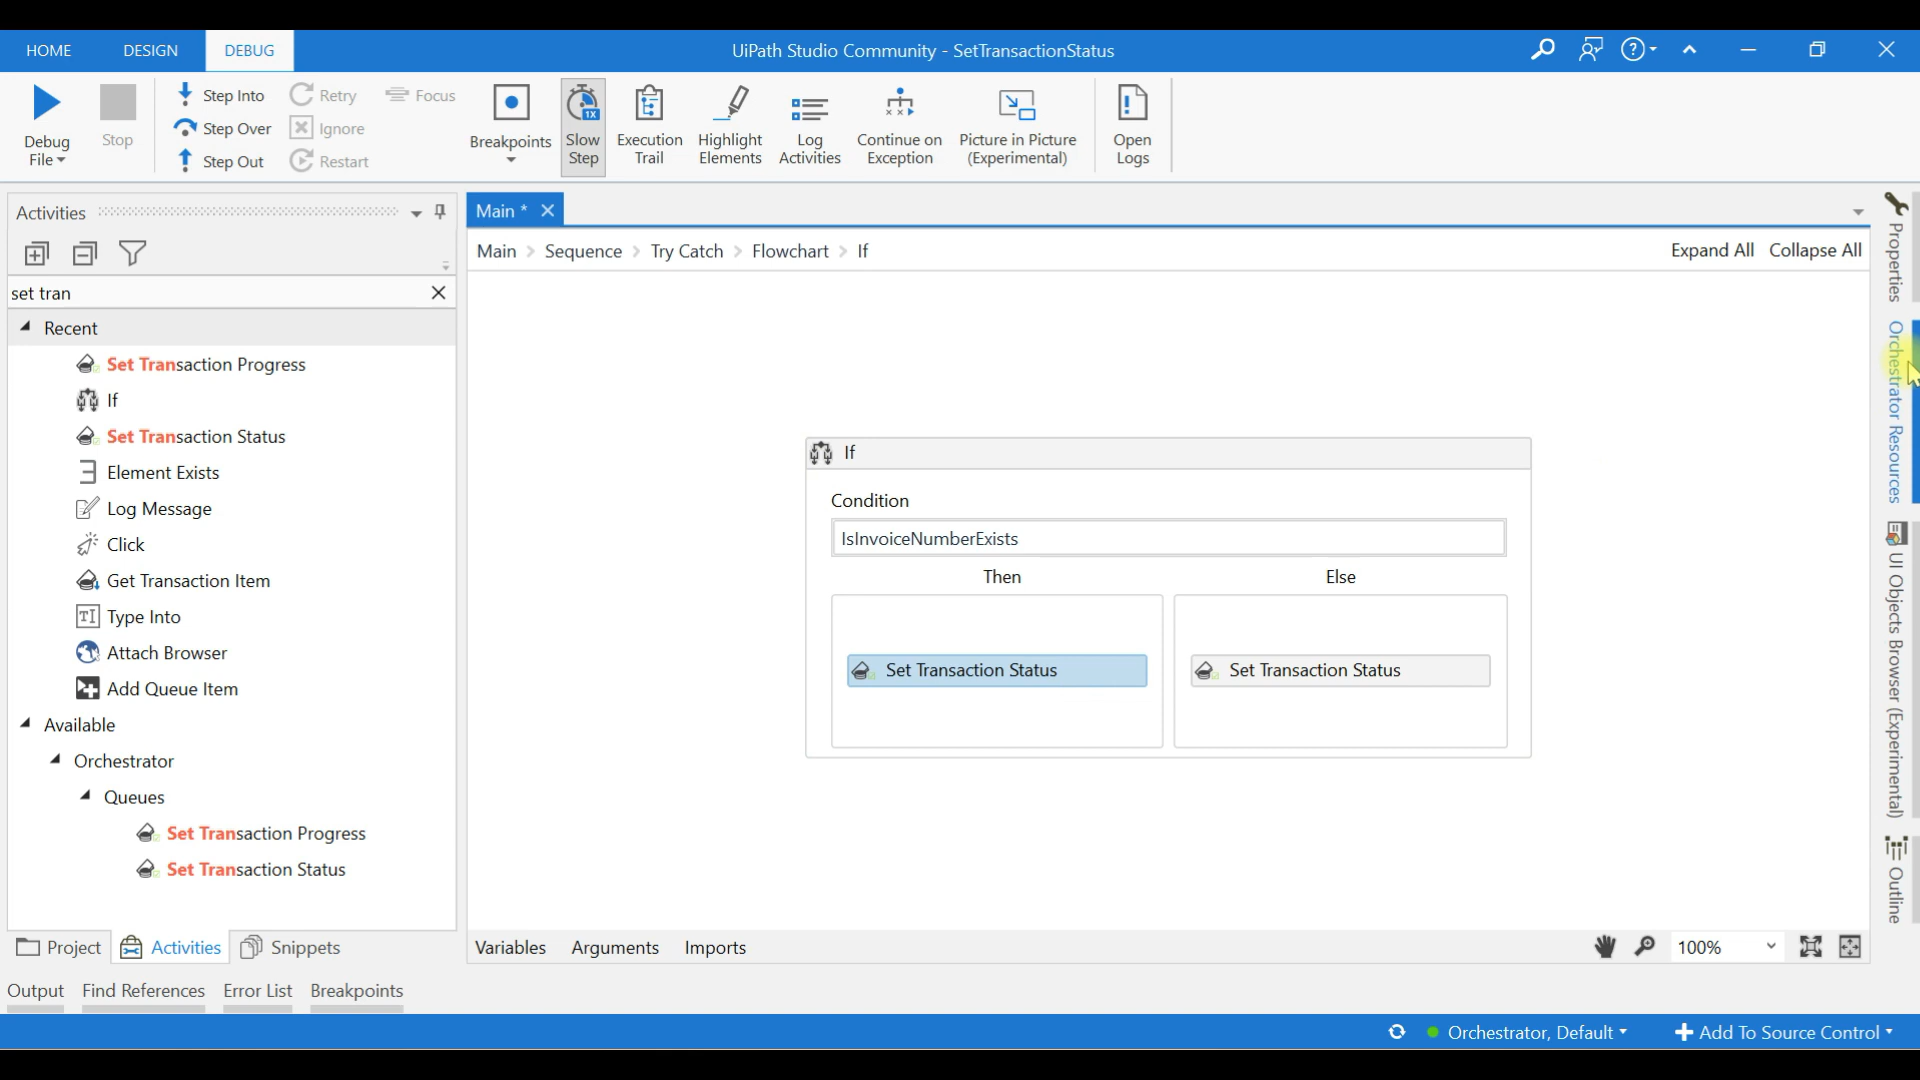 HOME DESIGN DEBUG UiPath Studio Community - SetTransactionStatus
Debug File
Stop
Step Into
Step Over
Step Out
Retry
Ignore
Restart
Focus
Breakpoints
1X
Slow Step
Execution Trail
Highlight Elements
Log Activities
Continue on Exception
Picture in Picture (Experimental)
Open Logs
Activities
set tran
Recent
Set Transaction Progress
If
Set Transaction Status
Element Exists
Log Message
Click
Get Transaction Item
Type Into
Attach Browser
Add Queue Item
Available
Orchestrator
Queues
Set Transaction Progress
Set Transaction Status
Project Activities Snippets
Main *
Main > Sequence > Try Catch > Flowchart > If
Expand All Collapse All
If
Condition
IsInvoiceNumberExists
Then Else
Set Transaction Status Set Transaction Status
Variables Arguments Imports
100%
Properties
Orchestrator Resources
UI Objects Browser (Experimental)
Outline
Output Find References Error List Breakpoints
Orchestrator, Default Add To Source Control